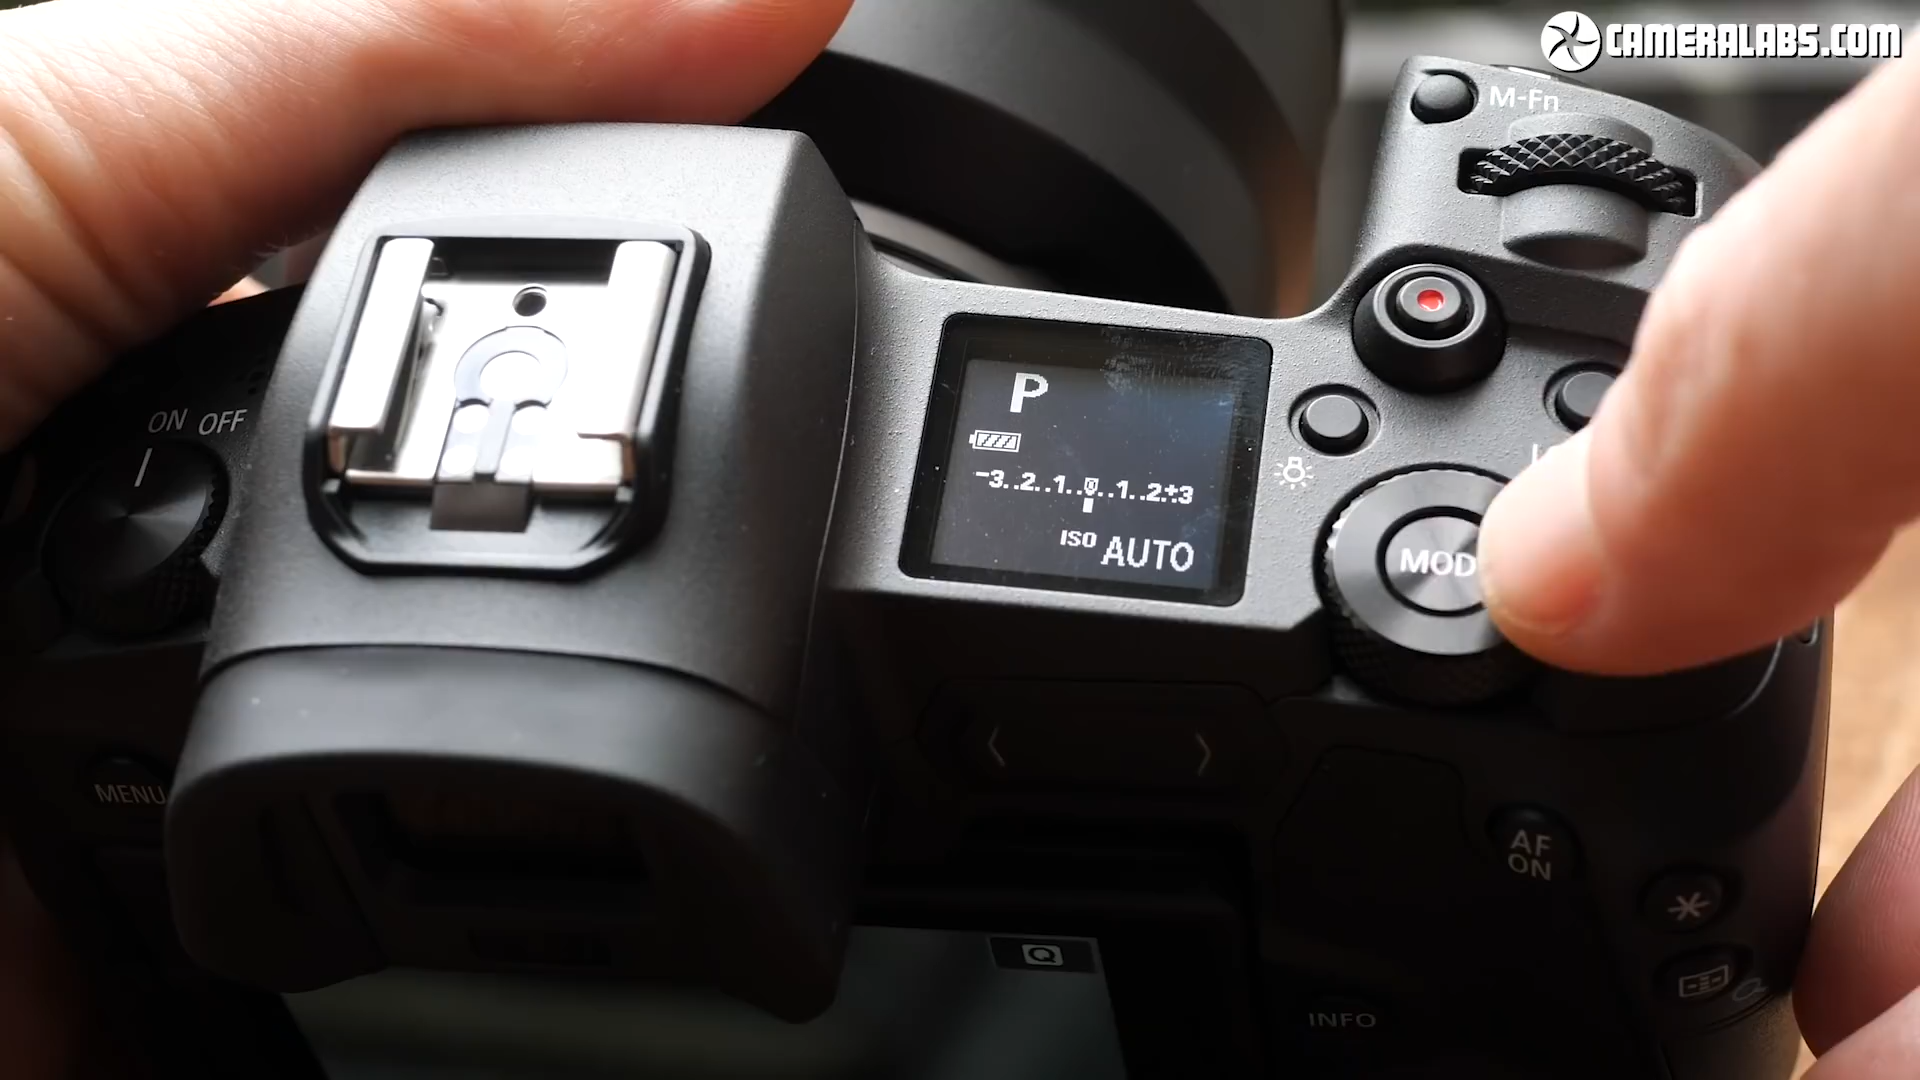 CAMERALABS.COM
M-Fn
P
ON OFF
-3..2..1..0..1..2..+3
ISO AUTO
MOD
MENU
AF
ON
Q
INFO